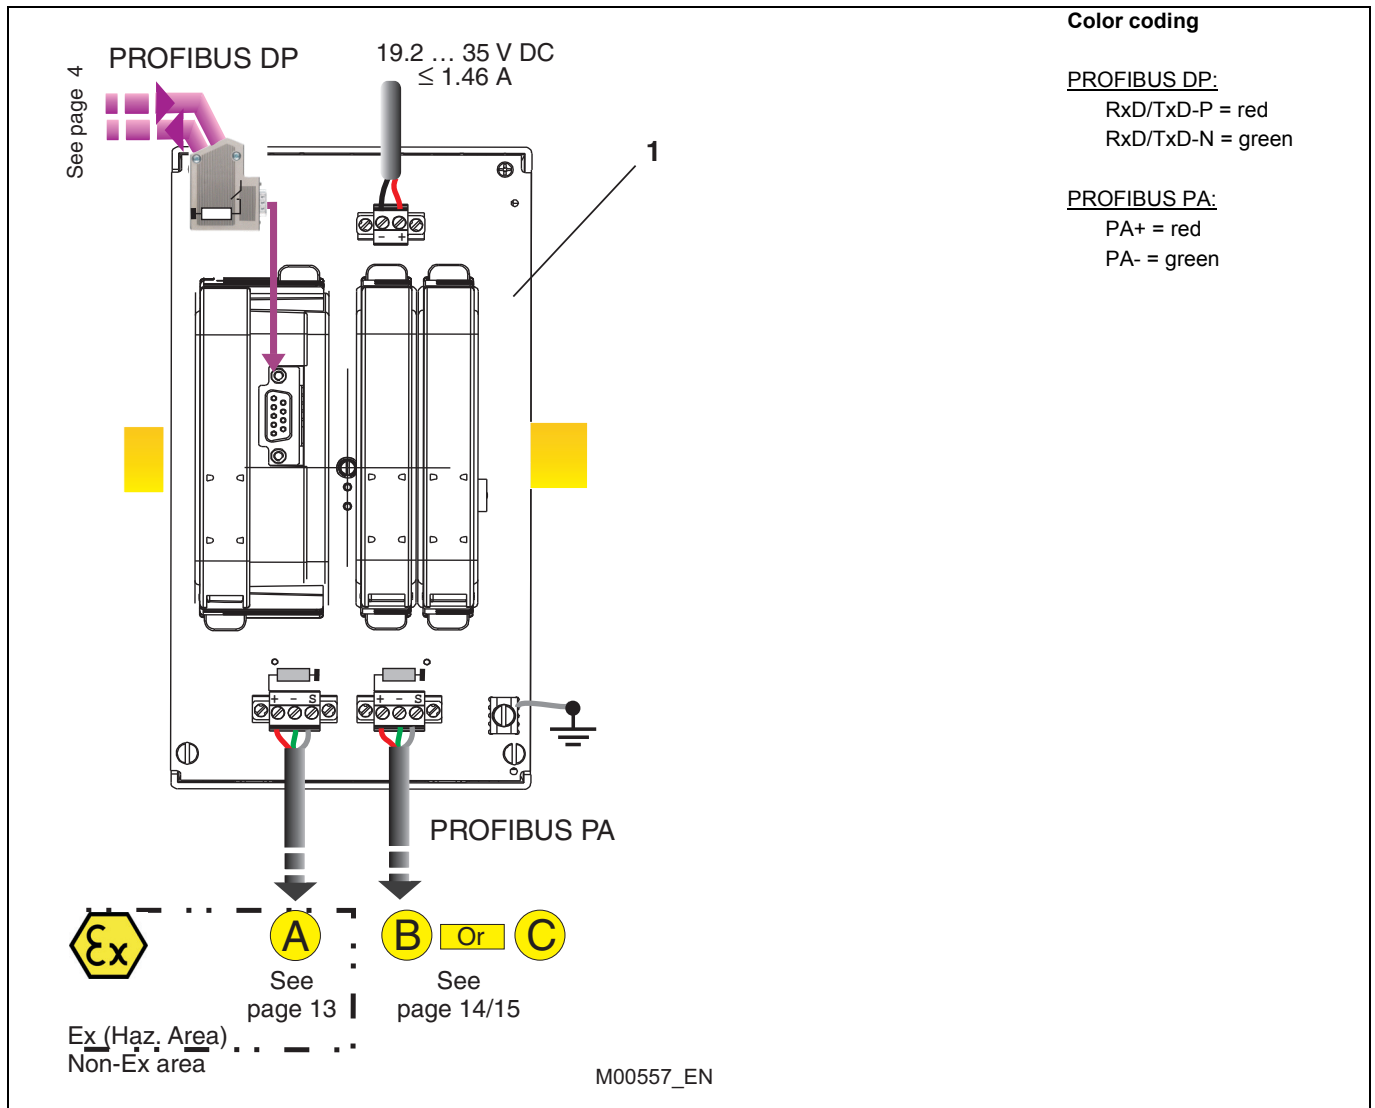 Color coding
PROFIBUS DP:
RxD/TxD-P = red
RxD/TxD-N = green
PROFIBUS PA:
PA+ = red
PA- = green
PROFIBUS DP
See page 4
19.2 … 35 V DC
≤ 1.46 A
1
- +
+ - S
+ - S
PROFIBUS PA
Ex
A
B
Or
C
See
page 13
See
page 14/15
Ex (Haz. Area)
Non-Ex area
M00557_EN